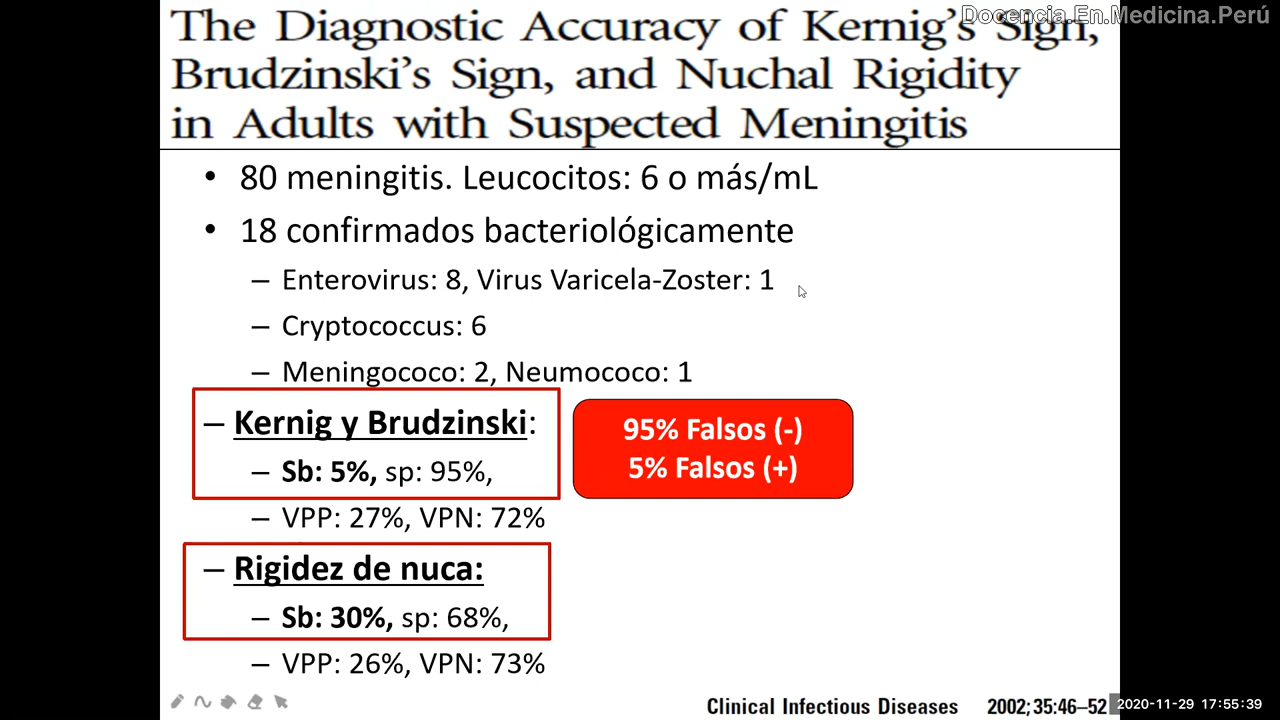 Docencia.En.Medicina.Perú
The Diagnostic Accuracy of Kernig's Sign,
Brudzinski's Sign, and Nuchal Rigidity
in Adults with Suspected Meningitis
• 80 meningitis. Leucocitos: 6 o más/mL
• 18 confirmados bacteriológicamente
– Enterovirus: 8, Virus Varicela-Zoster: 1
– Cryptococcus: 6
– Meningococo: 2, Neumococo: 1
– Kernig y Brudzinski:
– Sb: 5%, sp: 95%,
95% Falsos (-)
5% Falsos (+)
– VPP: 27%, VPN: 72%
– Rigidez de nuca:
– Sb: 30%, sp: 68%,
– VPP: 26%, VPN: 73%
Clinical Infectious Diseases 2002;35:46–52
2020-11-29 17:55:39